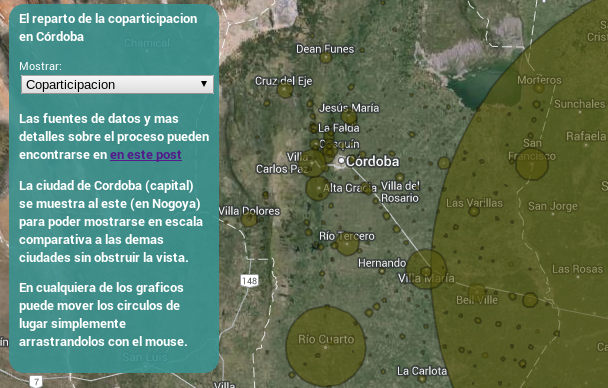 El reparto de la coparticipacion
en Córdoba
Mostrar:
Coparticipacion
Las fuentes de datos y mas
detalles sobre el proceso pueden
encontrarse en en este post
La ciudad de Cordoba (capital)
se muestra al este (en Nogoya)
para poder mostrarse en escala
comparativa a las demas
ciudades sin obstruir la vista.
En cualquiera de los graficos
puede mover los circulos de
lugar simplemente
arrastrandolos con el mouse.
Chamical
Dean Funes
Cruz del Eje
Jesús María
La Falda
Cosquín
Villa
Carlos Paz
Córdoba
Alta Gracia
Villa del
Rosario
Villa Dolores
Río Tercero
Hernando
Villa María
148
Río Cuarto
La Carlota
Villa
Morteros
Sunchales
San
Francisco
Rafaela
Las Varillas
San Jorge
Las Rosas
Bell Ville
San Luis
7